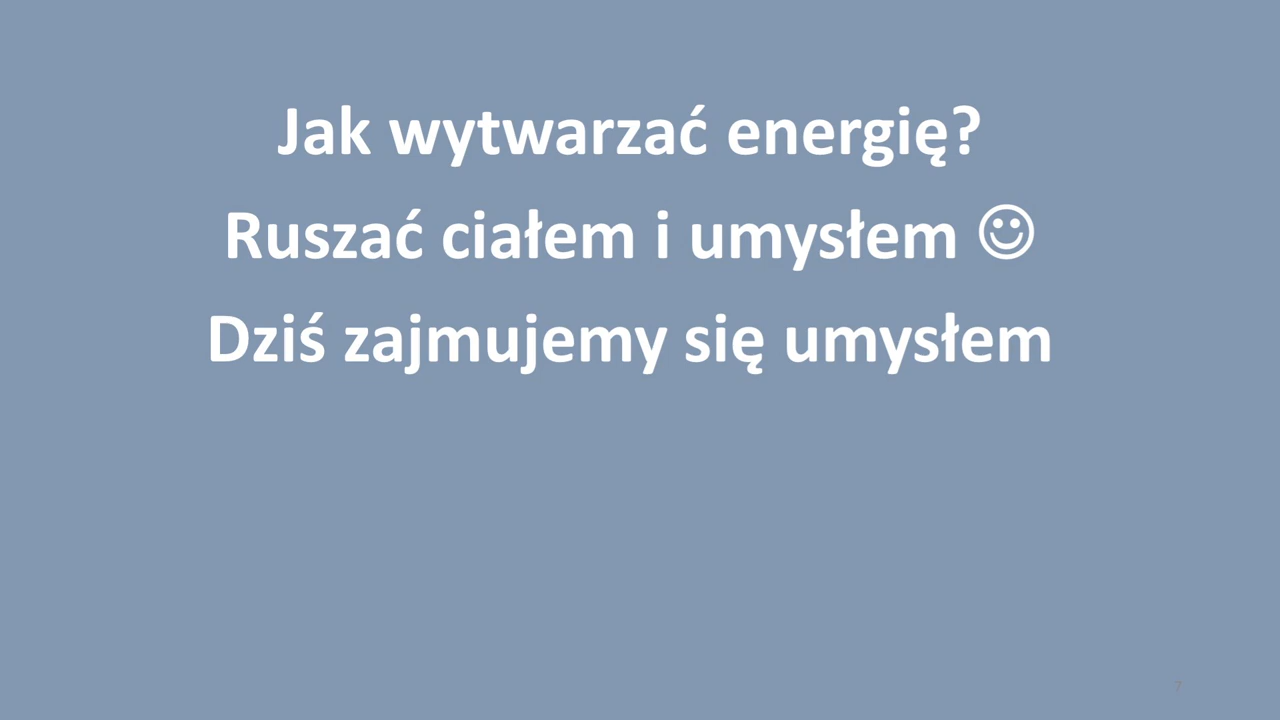 Jak wytwarzać energię?
Ruszać ciałem i umysłem ☺
Dziś zajmujemy się umysłem
7